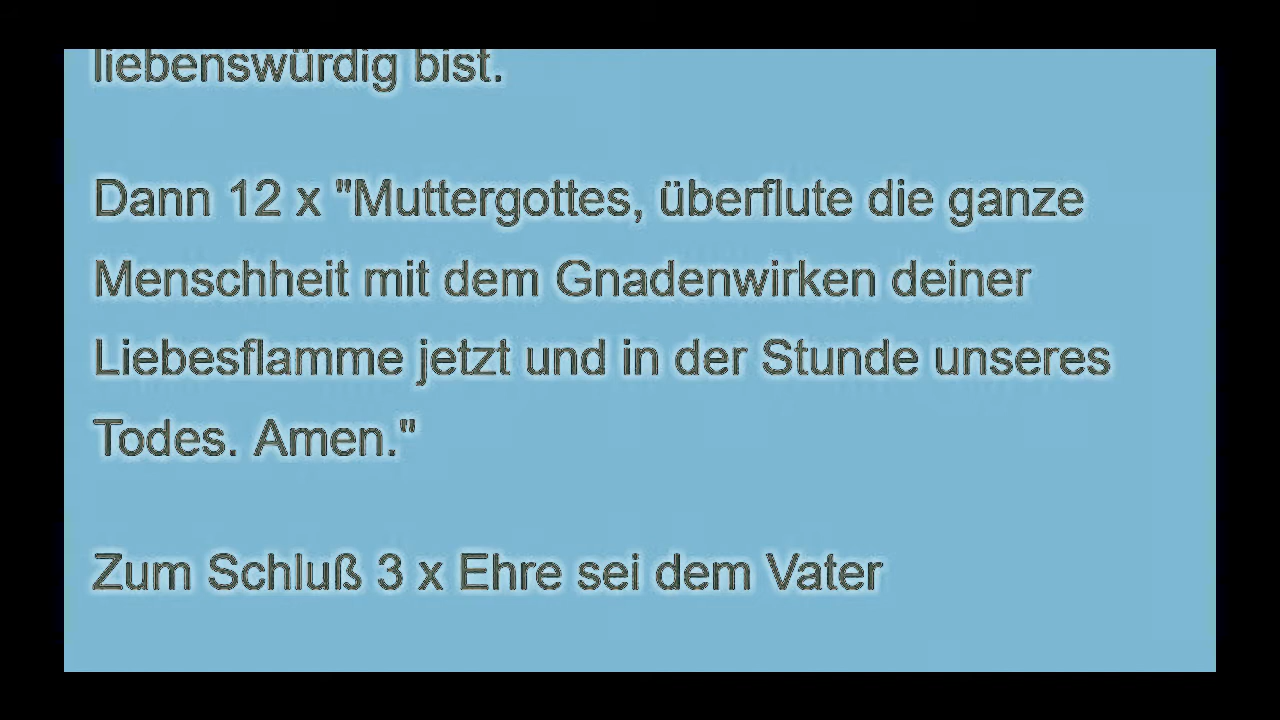 liebenswürdig bist.
Dann 12 x "Muttergottes, überflute die ganze
Menschheit mit dem Gnadenwirken deiner
Liebesflamme jetzt und in der Stunde unseres
Todes. Amen."
Zum Schluß 3 x Ehre sei dem Vater